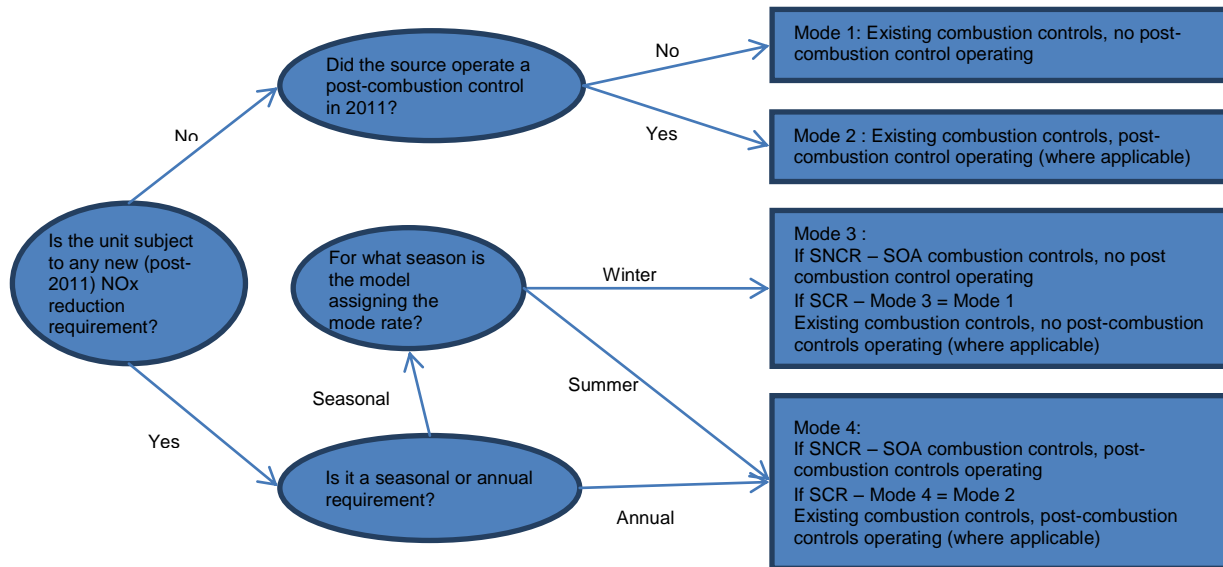 Did the source operate a
post-combustion control
in 2011?
No
Mode 1: Existing combustion controls, no post-
combustion control operating
Yes
Mode 2 : Existing combustion controls, post-
combustion control operating (where applicable)
No
Is the unit subject
to any new (post-
2011) NOx
reduction
requirement?
For what season is
the model
assigning the
mode rate?
Winter
Mode 3 :
If SNCR – SOA combustion controls, no post
combustion control operating
If SCR – Mode 3 = Mode 1
Existing combustion controls, no post-combustion
controls operating (where applicable)
Summer
Seasonal
Yes
Is it a seasonal or annual
requirement?
Annual
Mode 4:
If SNCR – SOA combustion controls, post-
combustion controls operating
If SCR – Mode 4 = Mode 2
Existing combustion controls, post-combustion
controls operating (where applicable)